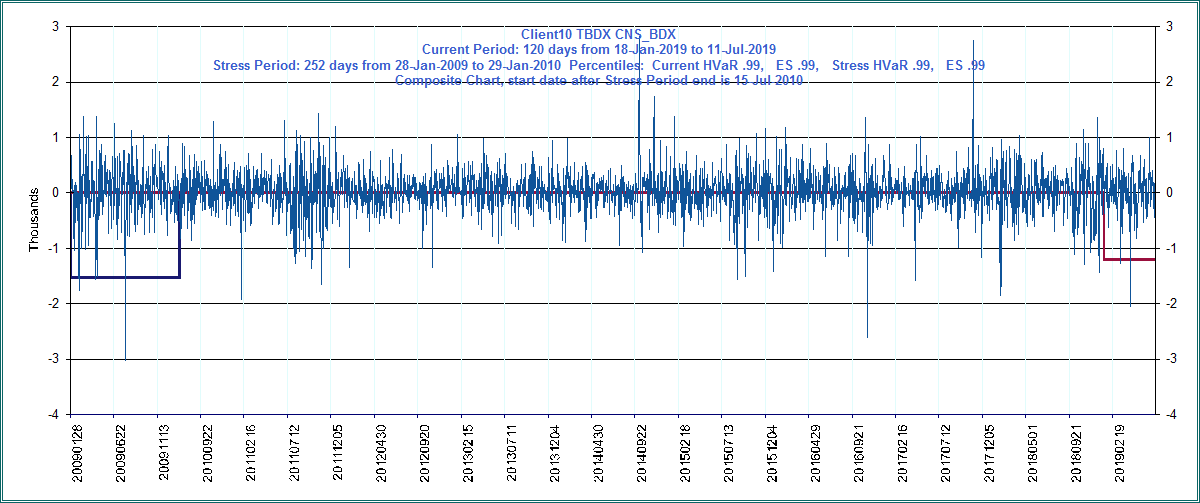 Client10 TBDX CNS_BDX
Current Period: 120 days from 18-Jan-2019 to 11-Jul-2019
Stress Period: 252 days from 28-Jan-2009 to 29-Jan-2010 Percentiles: Current HVaR .99, ES .99, Stress HVaR .99, ES .99
Composite Chart, start date after Stress Period end is 15 Jul 2010
3 3
2 2
1 1
0 0
-1 -1
-2 -2
-3 -3
-4 -4
Thousands
20090128 20090622 20091113 20100922 20110216 20110712 20111205 20120430 20120920 20130215 20130711 20131204 20140430 20140922 20150218 20150713 20151204 20160429 20160921 20170216 20170712 20171205 20180501 20180921 20190219